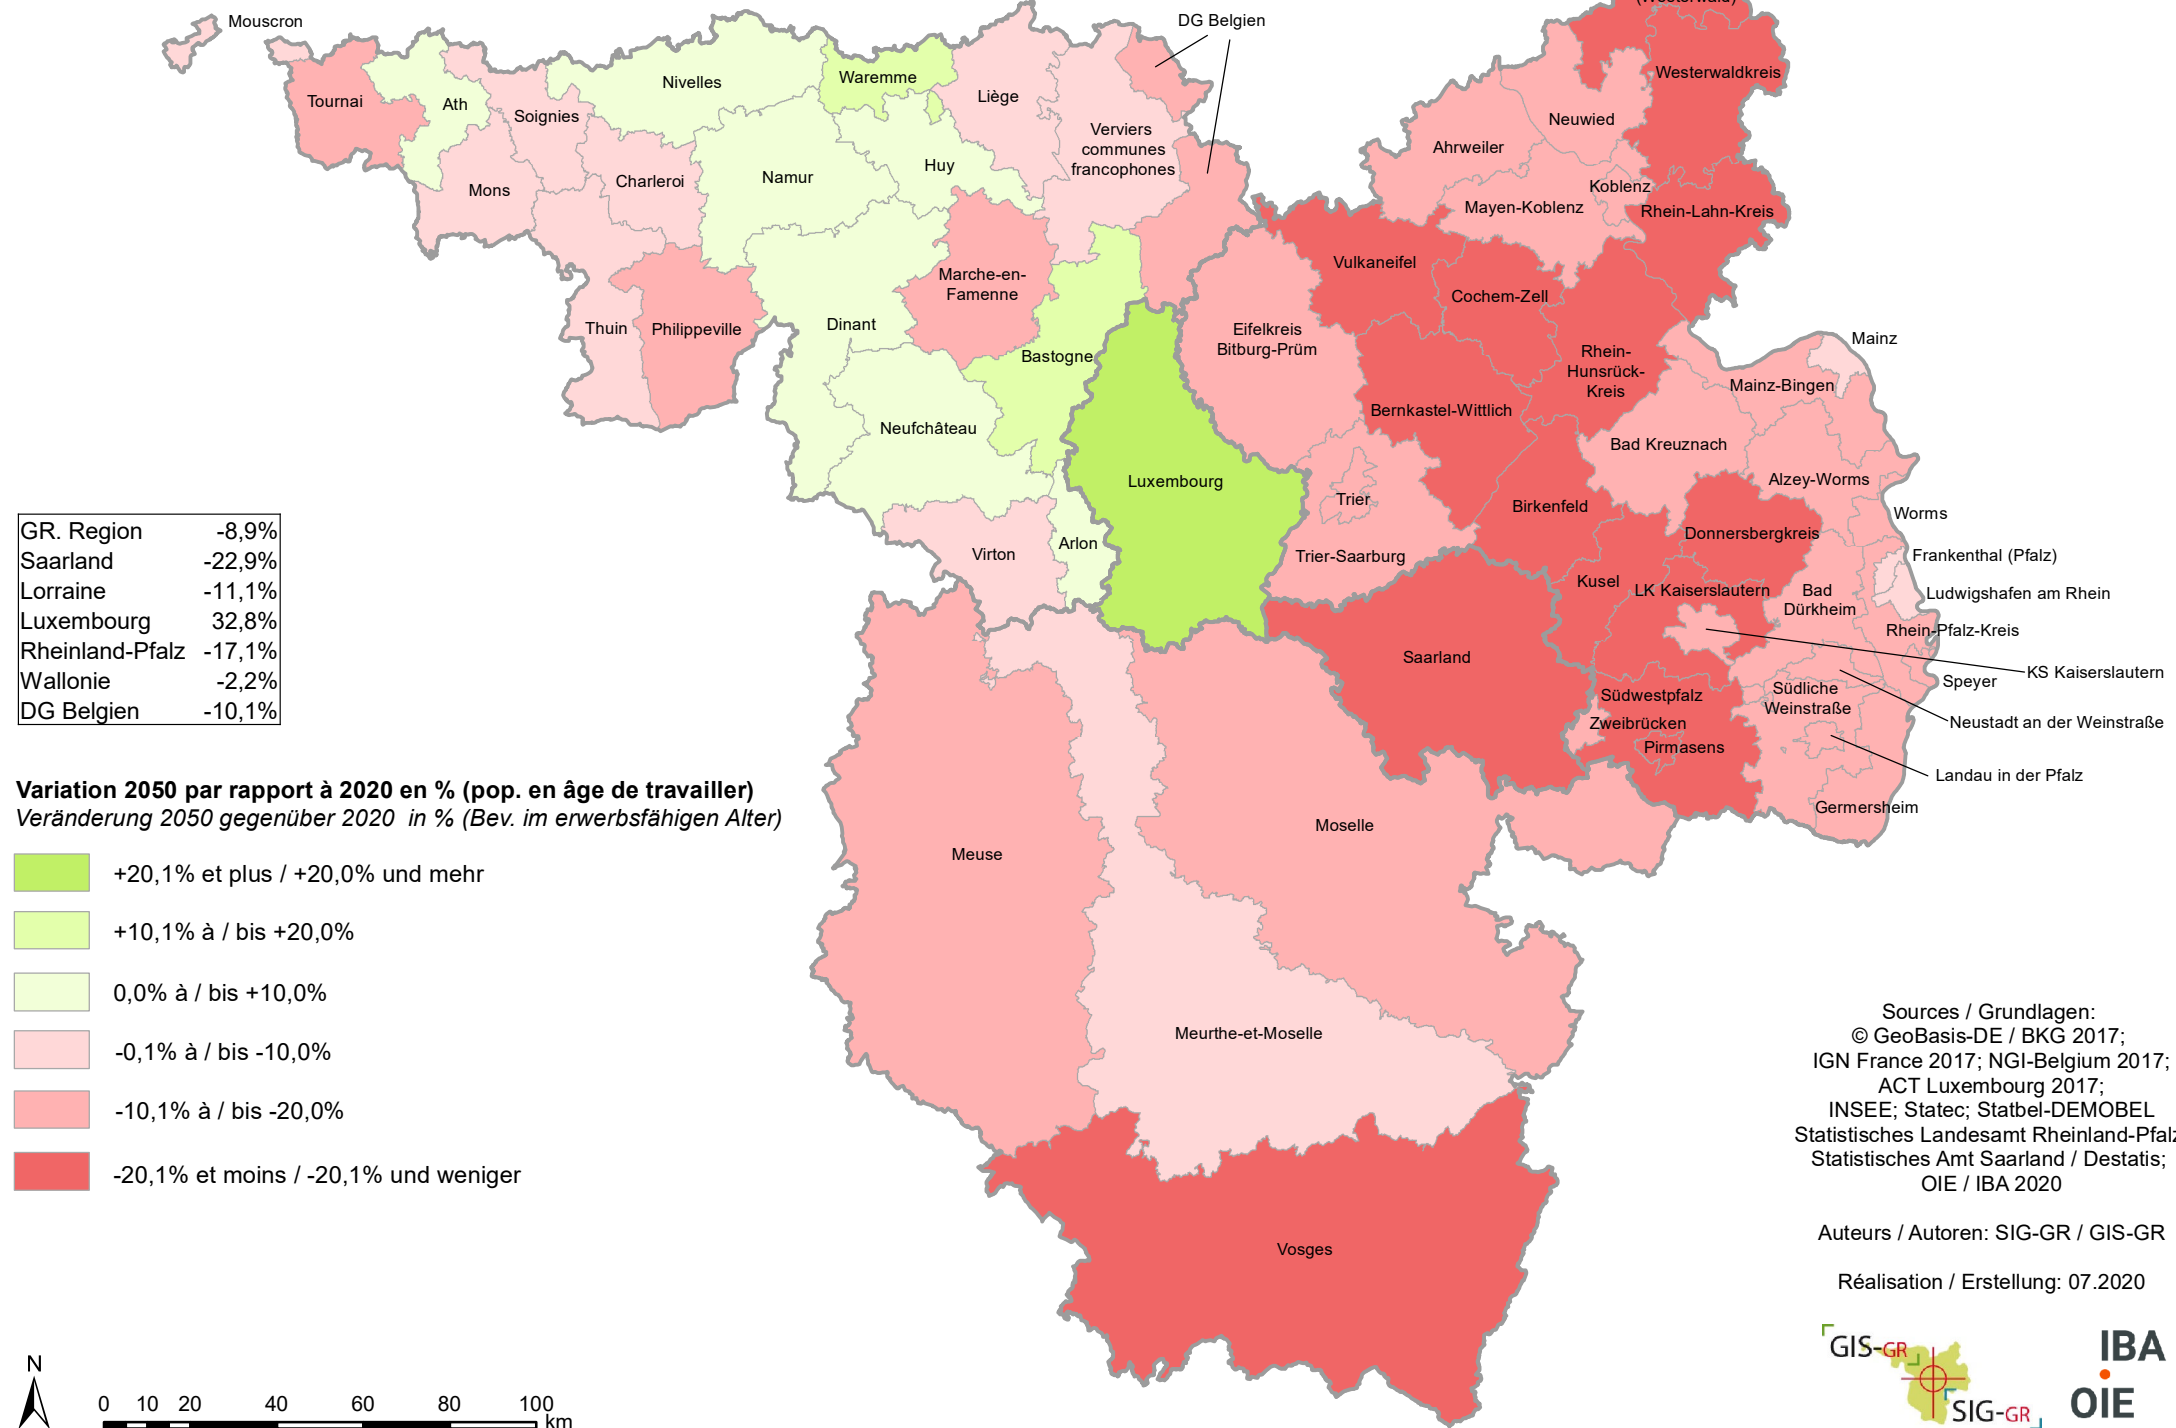 (Westerwald)
Mouscron
DG Belgien
Tournai
Ath
Soignies
Nivelles
Waremme
Liège
Verviers
communes
francophones
Mons
Charleroi
Namur
Huy
Marche-en-
Famenne
Thuin
Philippeville
Dinant
Bastogne
Neufchâteau
Virton
Arlon
Luxembourg
Westerwaldkreis
Neuwied
Ahrweiler
Koblenz
Mayen-Koblenz
Rhein-Lahn-Kreis
Vulkaneifel
Cochem-Zell
Eifelkreis
Bitburg-Prüm
Rhein-
Hunsrück-
Kreis
Bernkastel-Wittlich
Mainz
Mainz-Bingen
Bad Kreuznach
Alzey-Worms
Trier
Birkenfeld
Worms
Donnersbergkreis
Trier-Saarburg
Frankenthal (Pfalz)
Kusel
LK Kaiserslautern
Bad
Dürkheim
Ludwigshafen am Rhein
Rhein-Pfalz-Kreis
KS Kaiserslautern
Speyer
Saarland
Südwestpfalz
Südliche
Weinstraße
Zweibrücken
Neustadt an der Weinstraße
Pirmasens
Landau in der Pfalz
Germersheim
Moselle
Meuse
Meurthe-et-Moselle
Vosges
GR. Region -8,9%
Saarland -22,9%
Lorraine -11,1%
Luxembourg 32,8%
Rheinland-Pfalz -17,1%
Wallonie -2,2%
DG Belgien -10,1%
Variation 2050 par rapport à 2020 en % (pop. en âge de travailler)
Veränderung 2050 gegenüber 2020 in % (Bev. im erwerbsfähigen Alter)
+20,1% et plus / +20,0% und mehr
+10,1% à / bis +20,0%
0,0% à / bis +10,0%
-0,1% à / bis -10,0%
-10,1% à / bis -20,0%
-20,1% et moins / -20,1% und weniger
N
0 10 20 40 60 80 100
km
Sources / Grundlagen:
© GeoBasis-DE / BKG 2017;
IGN France 2017; NGI-Belgium 2017;
ACT Luxembourg 2017;
INSEE; Statec; Statbel-DEMOBEL
Statistisches Landesamt Rheinland-Pfalz
Statistisches Amt Saarland / Destatis;
OIE / IBA 2020
Auteurs / Autoren: SIG-GR / GIS-GR
Réalisation / Erstellung: 07.2020
GIS-GR
SIG-GR
IBA
OIE